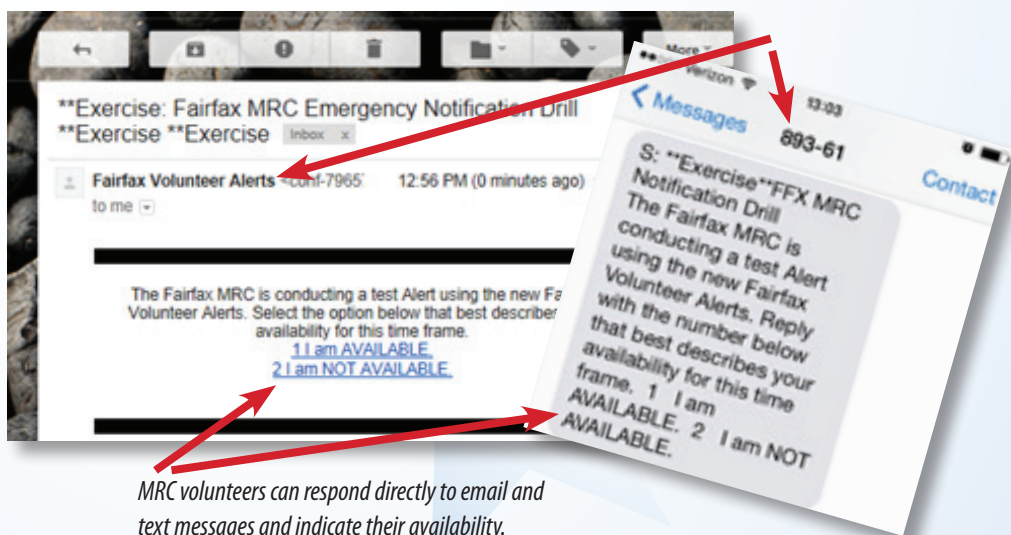 More
**Exercise: Fairfax MRC Emergency Notification Drill
**Exercise **Exercise Inbox x
Fairfax Volunteer Alerts <conf-7965 12:56 PM (0 minutes ago)
to me
The Fairfax MRC is conducting a test Alert using the new Fa
Volunteer Alerts. Select the option below that best describes
availability for this time frame.
1 I am AVAILABLE.
2 I am NOT AVAILABLE.
Verizon 13:03
Messages 893-61 Contact
S: **Exercise**FFX MRC
Notification Drill
The Fairfax MRC is
conducting a test Alert
using the new Fairfax
Volunteer Alerts. Reply
with the number below
that best describes your
availability for this time
frame. 1 I am
AVAILABLE. 2 I am NOT
AVAILABLE.
MRC volunteers can respond directly to email and
text messages and indicate their availability.